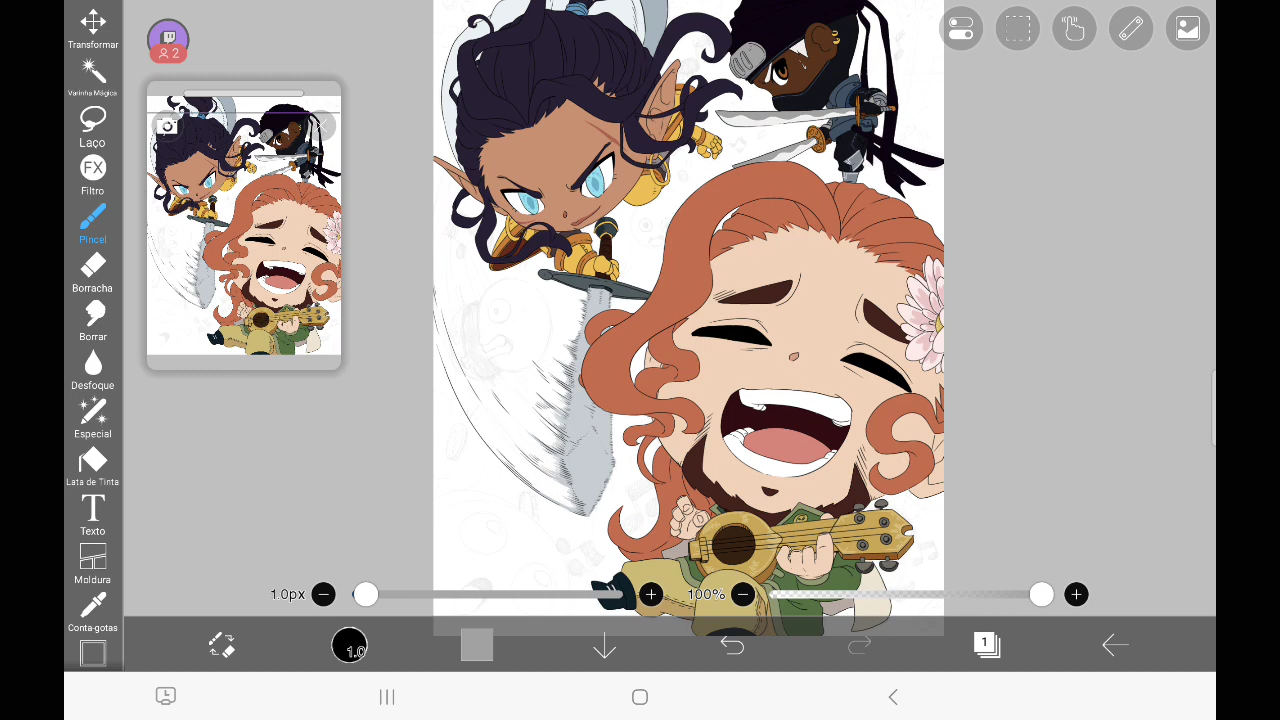 Transformar
Varinha Mágica
Laço
FX
Filtro
Pincel
Borracha
Borrar
Desfoque
Especial
Lata de Tinta
T
Texto
Moldura
Conta-gotas
2
1.0px
100%
1.0
1